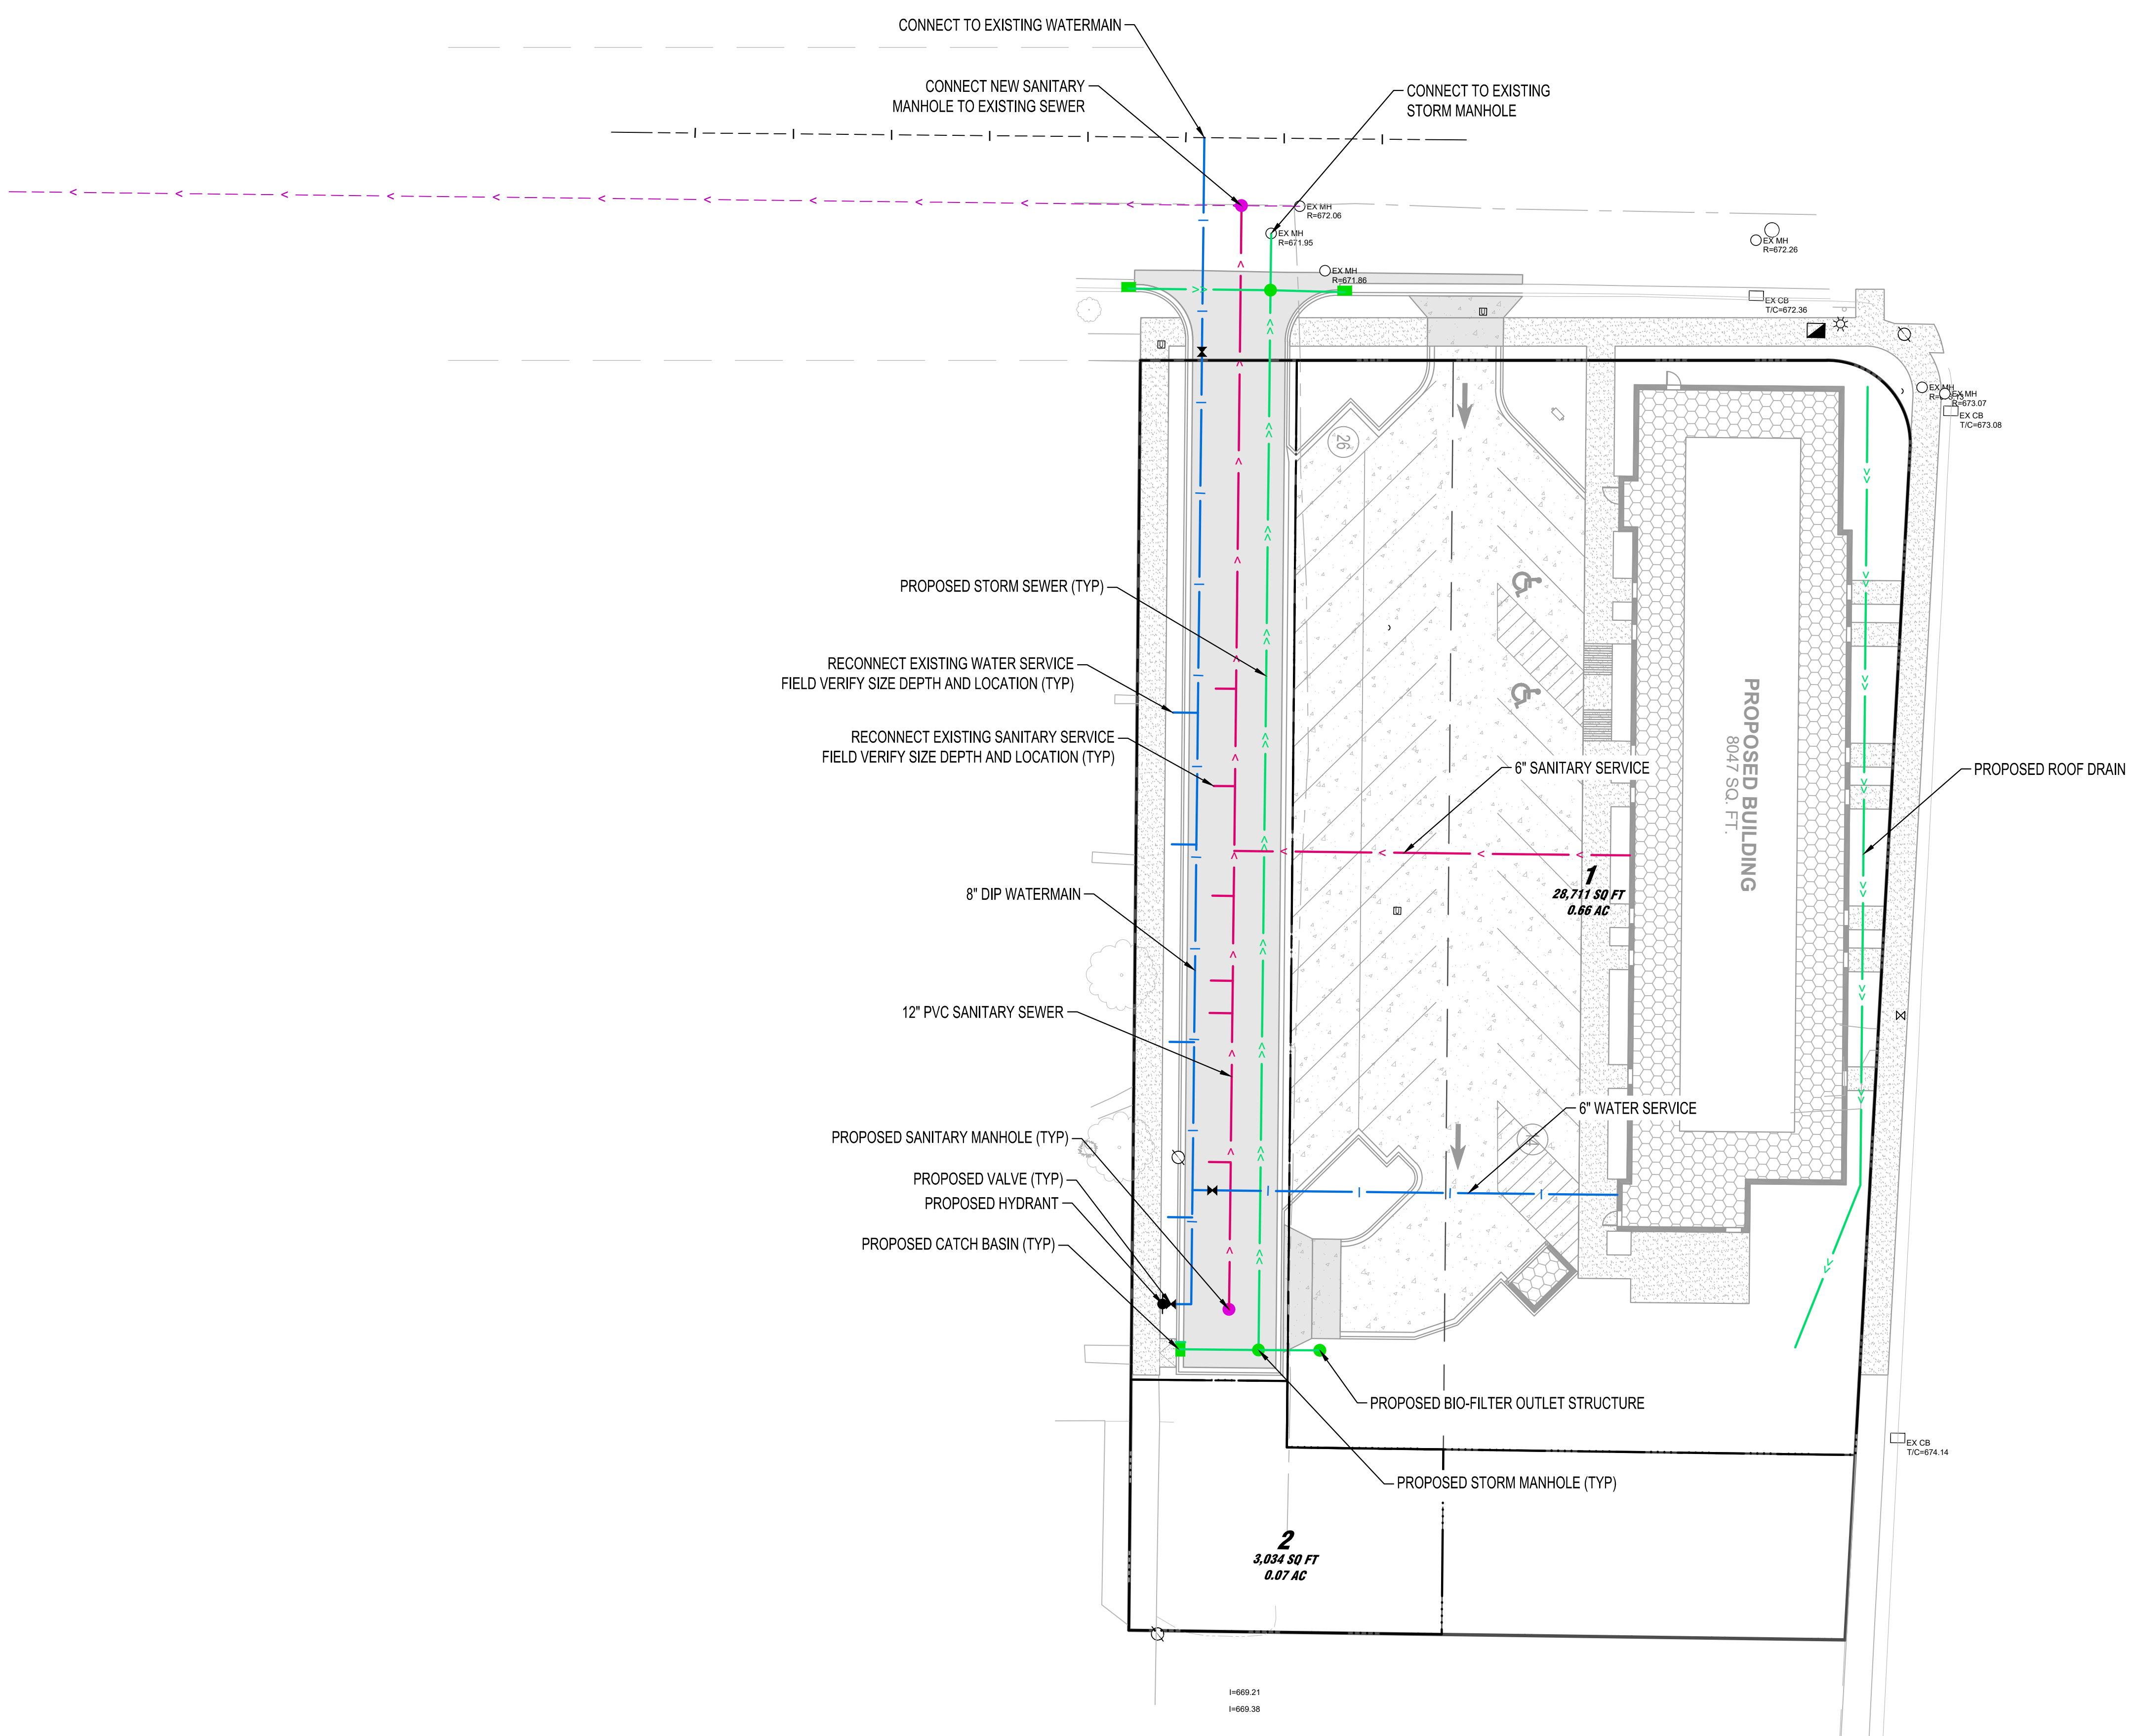 CONNECT TO EXISTING WATERMAIN
CONNECT NEW SANITARY
MANHOLE TO EXISTING SEWER
CONNECT TO EXISTING
STORM MANHOLE
EX MH
R=672.06
EX MH
R=671.95
EX MH
R=672.26
EX MH
R=671.86
EX CB
T/C=672.36
U
U
EX MH
EX MH
R=673.07
EX CB
T/C=673.08
26
PROPOSED STORM SEWER (TYP)
RECONNECT EXISTING WATER SERVICE
FIELD VERIFY SIZE DEPTH AND LOCATION (TYP)
RECONNECT EXISTING SANITARY SERVICE
FIELD VERIFY SIZE DEPTH AND LOCATION (TYP)
6" SANITARY SERVICE
PROPOSED BUILDING
8047 SQ. FT.
PROPOSED ROOF DRAIN
1
28,711 SQ FT
0.66 AC
8" DIP WATERMAIN
U
12" PVC SANITARY SEWER
6" WATER SERVICE
PROPOSED SANITARY MANHOLE (TYP)
PROPOSED VALVE (TYP)
PROPOSED HYDRANT
PROPOSED CATCH BASIN (TYP)
PROPOSED BIO-FILTER OUTLET STRUCTURE
EX CB
T/C=674.14
PROPOSED STORM MANHOLE (TYP)
2
3,034 SQ FT
0.07 AC
I=669.21
I=669.38